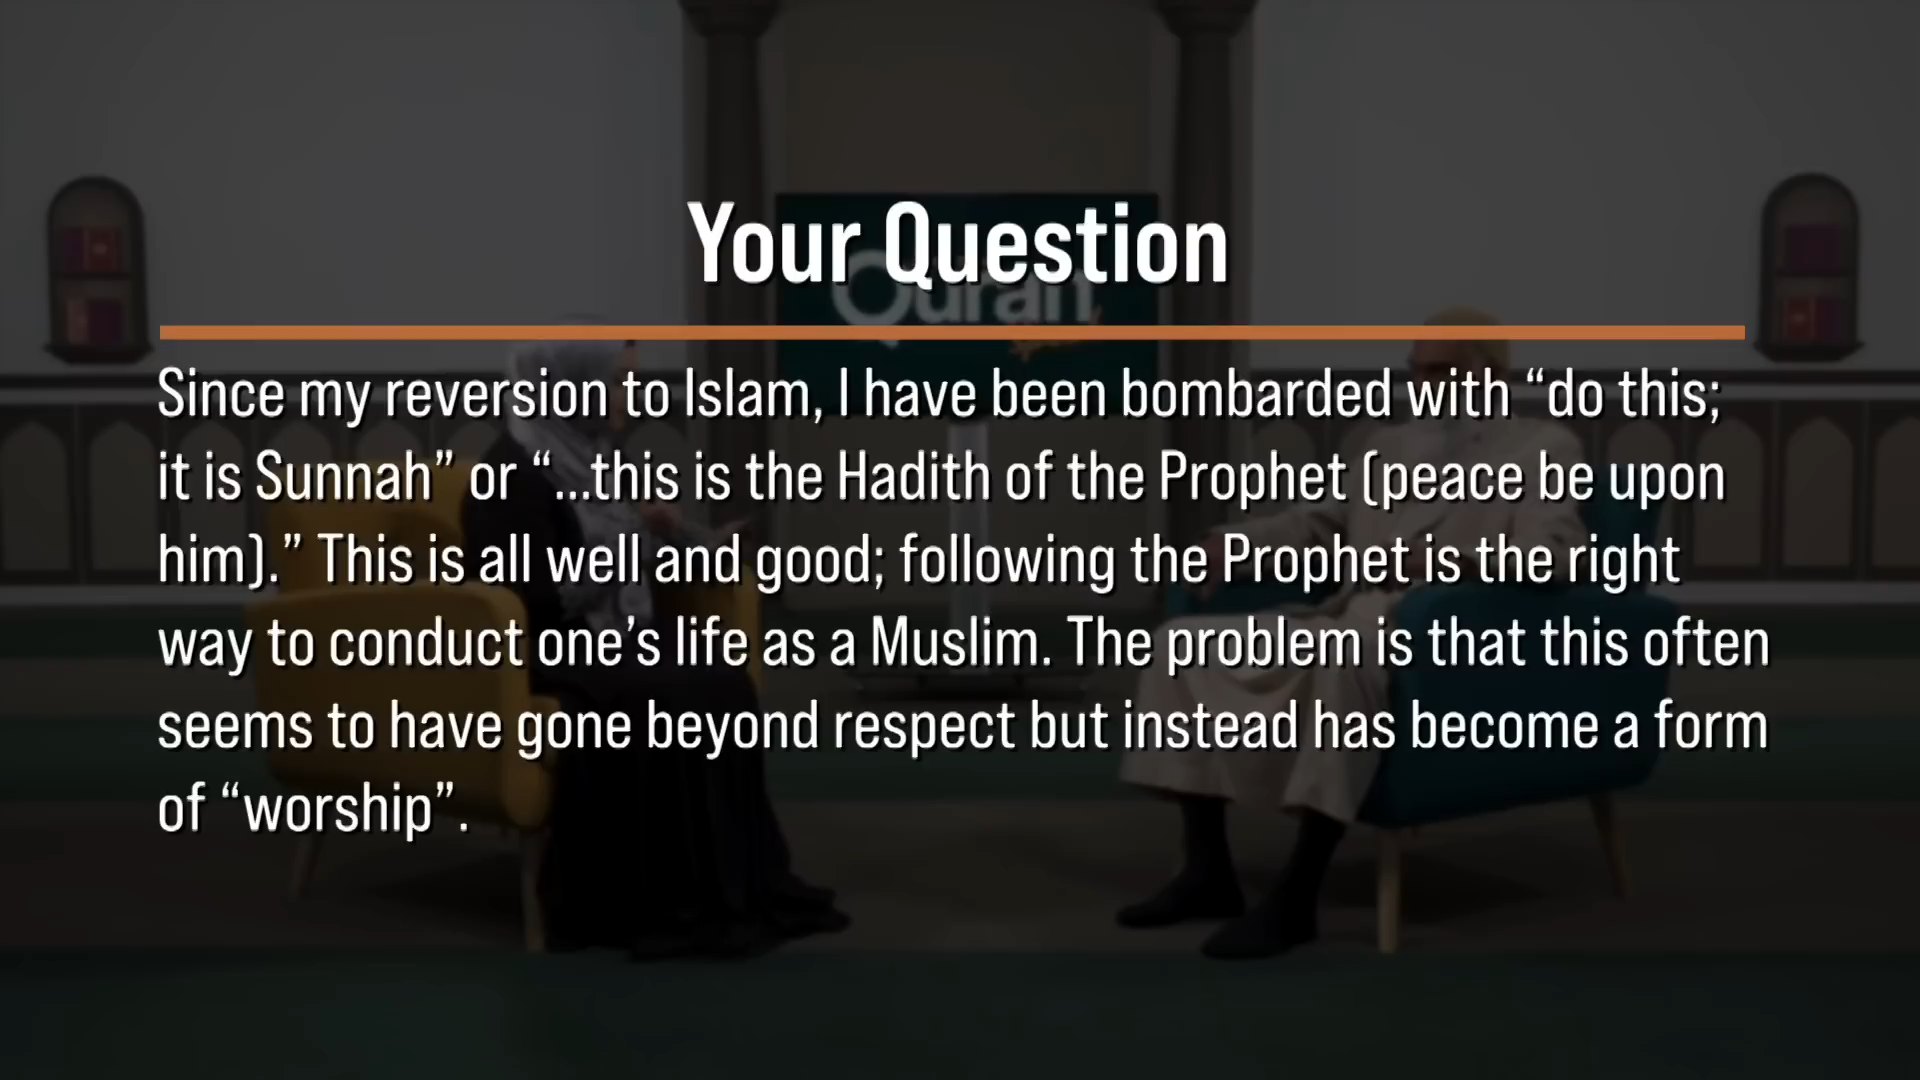 Your Question
Quran
Since my reversion to Islam, I have been bombarded with “do this;
it is Sunnah” or “...this is the Hadith of the Prophet (peace be upon
him).” This is all well and good; following the Prophet is the right
way to conduct one’s life as a Muslim. The problem is that this often
seems to have gone beyond respect but instead has become a form
of “worship”.